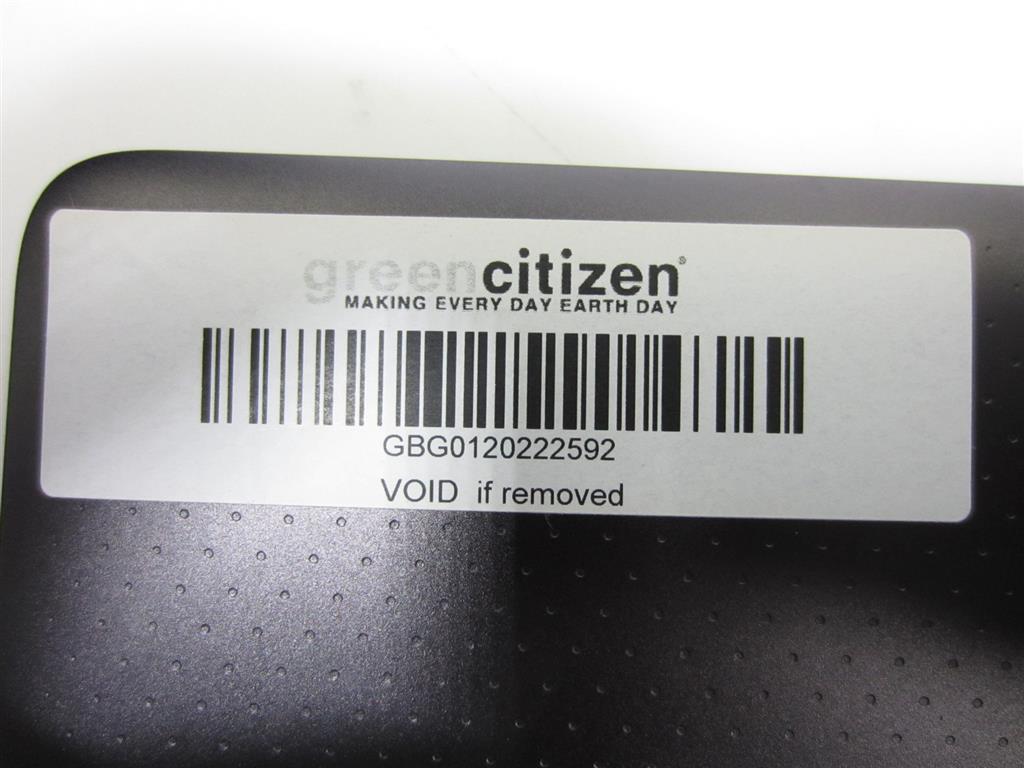 greencitizen®
MAKING EVERY DAY EARTH DAY
GBG0120222592
VOID if removed